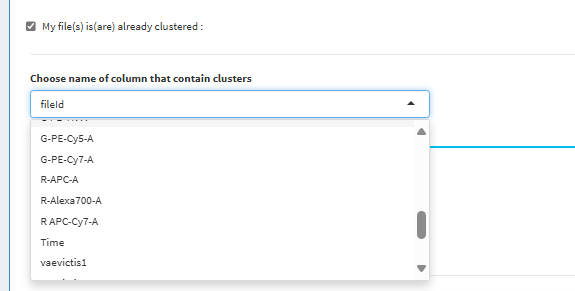 My file(s) is(are) already clustered :
Choose name of column that contain clusters
fileId
G-PE-Cy5-A
G-PE-Cy7-A
R-APC-A
R-Alexa700-A
R APC-Cy7-A
Time
vaevictis1